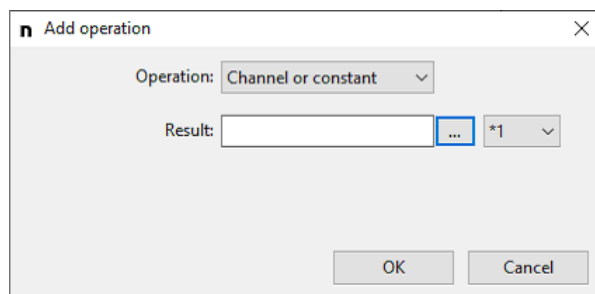 n Add operation
Operation: Channel or constant
Result: ... *1
OK Cancel